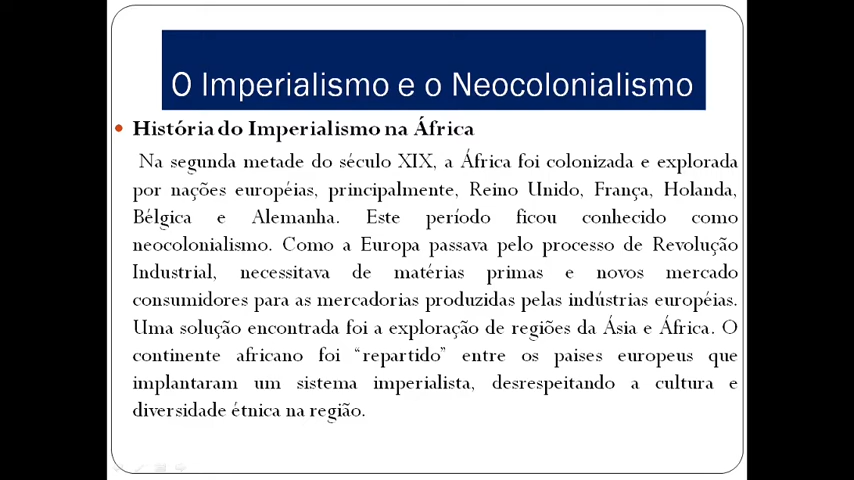 O Imperialismo e o Neocolonialismo
• História do Imperialismo na África
Na segunda metade do século XIX, a África foi colonizada e explorada
por nações européias, principalmente, Reino Unido, França, Holanda,
Bélgica e Alemanha. Este período ficou conhecido como
neocolonialismo. Como a Europa passava pelo processo de Revolução
Industrial, necessitava de matérias primas e novos mercado
consumidores para as mercadorias produzidas pelas indústrias européias.
Uma solução encontrada foi a exploração de regiões da Ásia e África. O
continente africano foi “repartido” entre os paises europeus que
implantaram um sistema imperialista, desrespeitando a cultura e
diversidade étnica na região.